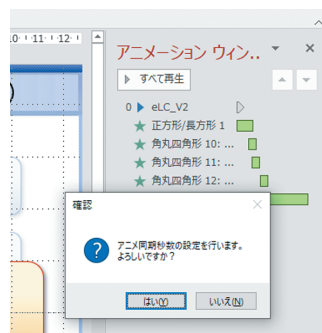 10 · 11 · 12 ·
アニメーション ウィン..
すべて再生
0 eLC_V2
正方形/長方形 1
角丸四角形 10: ...
角丸四角形 11: ...
角丸四角形 12: ...
確認
アニメ同期秒数の設定を行います。
よろしいですか？
はい(Y)
いいえ(N)